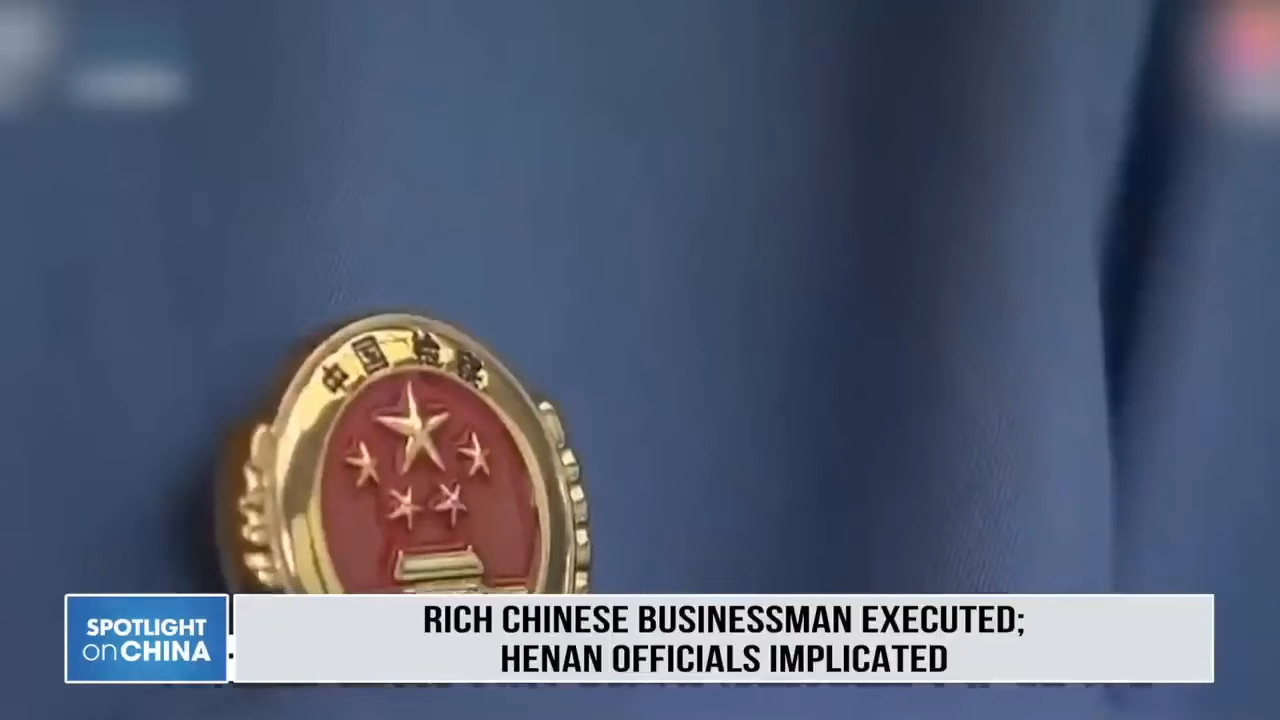 中国检察
SPOTLIGHT
on CHINA
RICH CHINESE BUSINESSMAN EXECUTED;
HENAN OFFICIALS IMPLICATED